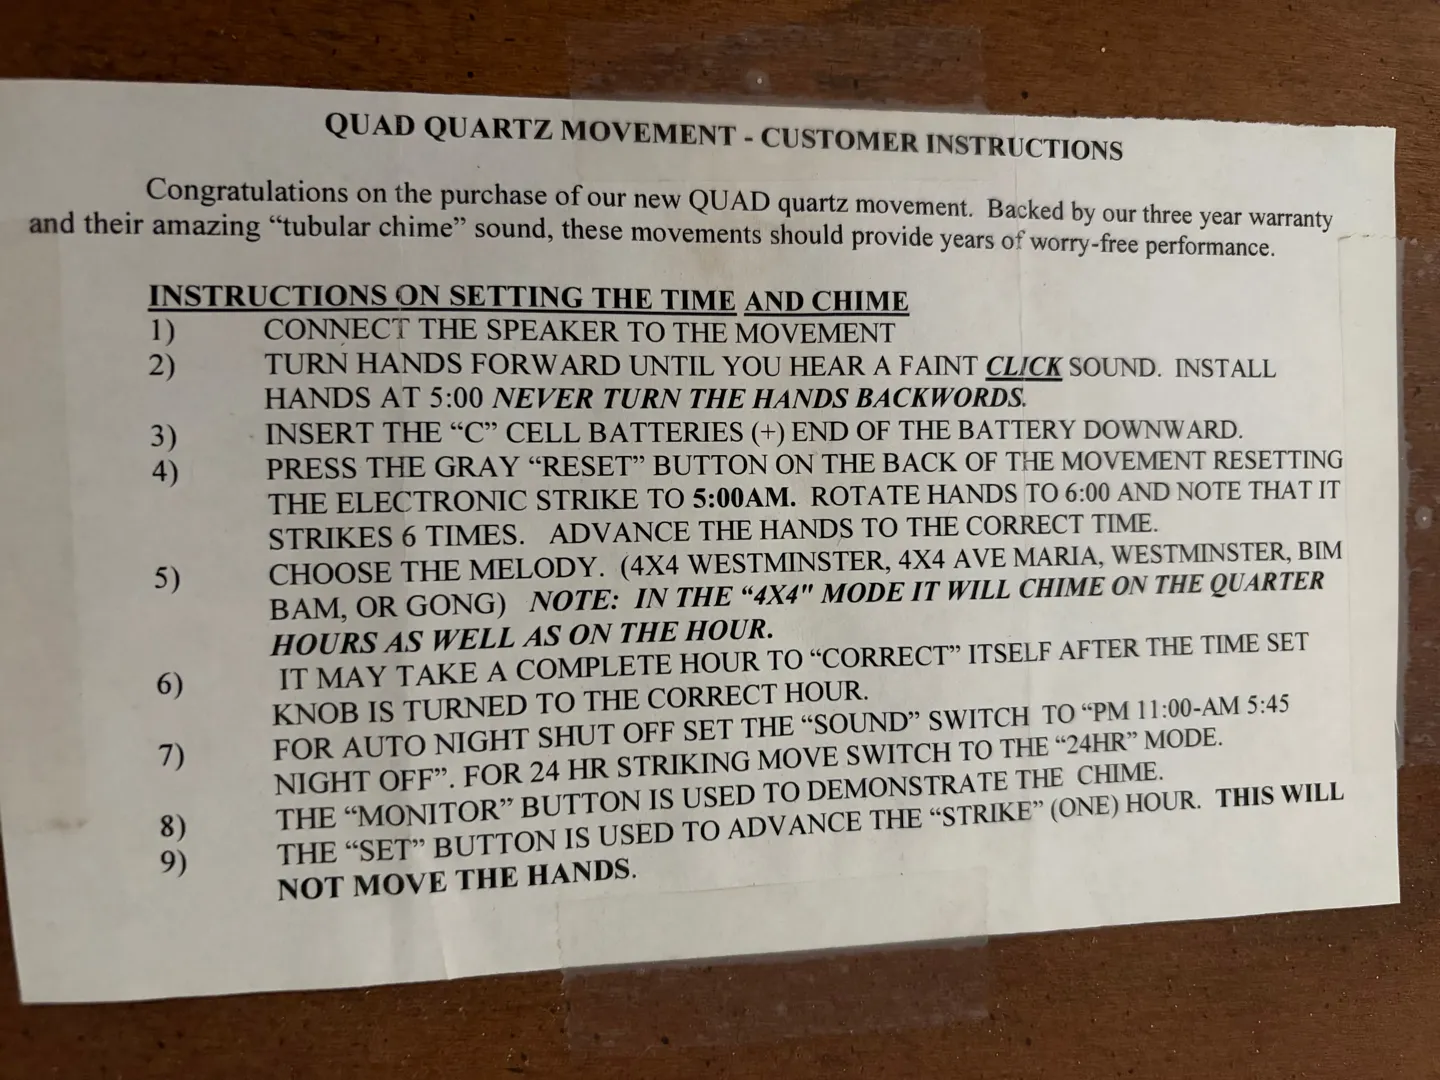 QUAD QUARTZ MOVEMENT - CUSTOMER INSTRUCTIONS
Congratulations on the purchase of our new QUAD quartz movement. Backed by our three year warranty
and their amazing “tubular chime” sound, these movements should provide years of worry-free performance.
INSTRUCTIONS ON SETTING THE TIME AND CHIME
1) CONNECT THE SPEAKER TO THE MOVEMENT
2) TURN HANDS FORWARD UNTIL YOU HEAR A FAINT CLICK SOUND. INSTALL
HANDS AT 5:00 NEVER TURN THE HANDS BACKWORDS.
3) INSERT THE “C” CELL BATTERIES (+) END OF THE BATTERY DOWNWARD.
4) PRESS THE GRAY “RESET” BUTTON ON THE BACK OF THE MOVEMENT RESETTING
THE ELECTRONIC STRIKE TO 5:00AM. ROTATE HANDS TO 6:00 AND NOTE THAT IT
STRIKES 6 TIMES. ADVANCE THE HANDS TO THE CORRECT TIME.
5) CHOOSE THE MELODY. (4X4 WESTMINSTER, 4X4 AVE MARIA, WESTMINSTER, BIM
BAM, OR GONG) NOTE: IN THE “4X4" MODE IT WILL CHIME ON THE QUARTER
HOURS AS WELL AS ON THE HOUR.
6) IT MAY TAKE A COMPLETE HOUR TO “CORRECT” ITSELF AFTER THE TIME SET
KNOB IS TURNED TO THE CORRECT HOUR.
7) FOR AUTO NIGHT SHUT OFF SET THE “SOUND” SWITCH TO “PM 11:00-AM 5:45
NIGHT OFF”. FOR 24 HR STRIKING MOVE SWITCH TO THE “24HR” MODE.
8) THE “MONITOR” BUTTON IS USED TO DEMONSTRATE THE CHIME.
9) THE “SET” BUTTON IS USED TO ADVANCE THE “STRIKE” (ONE) HOUR. THIS WILL
NOT MOVE THE HANDS.